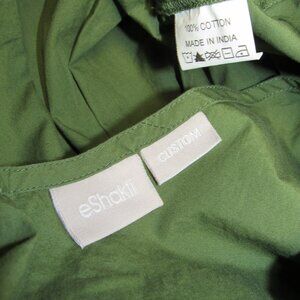 100% COTTON
MADE IN INDIA
eShakti
CUSTOM